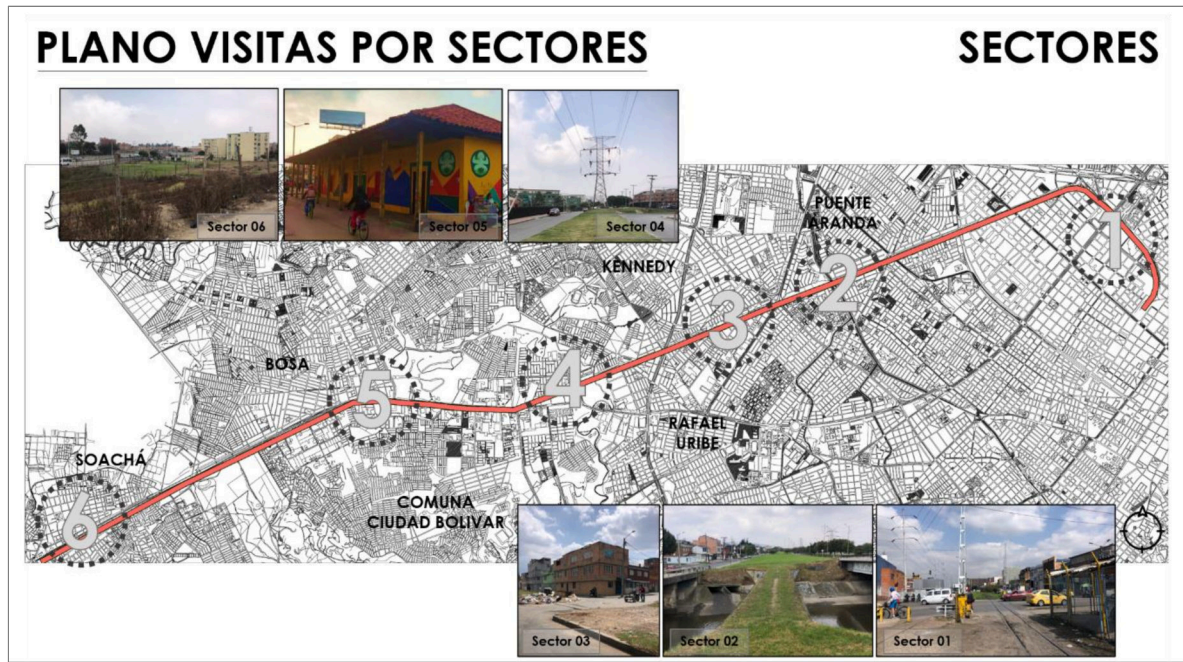 PLANO VISITAS POR SECTORES
SECTORES
Sector 06
Sector 05
Sector 04
PUENTE
ARANDA
1
KENNEDY
2
3
BOSA
4
5
RAFAEL
URIBE
SOACHÁ
COMUNA
CIUDAD BOLIVAR
6
Sector 03
Sector 02
Sector 01